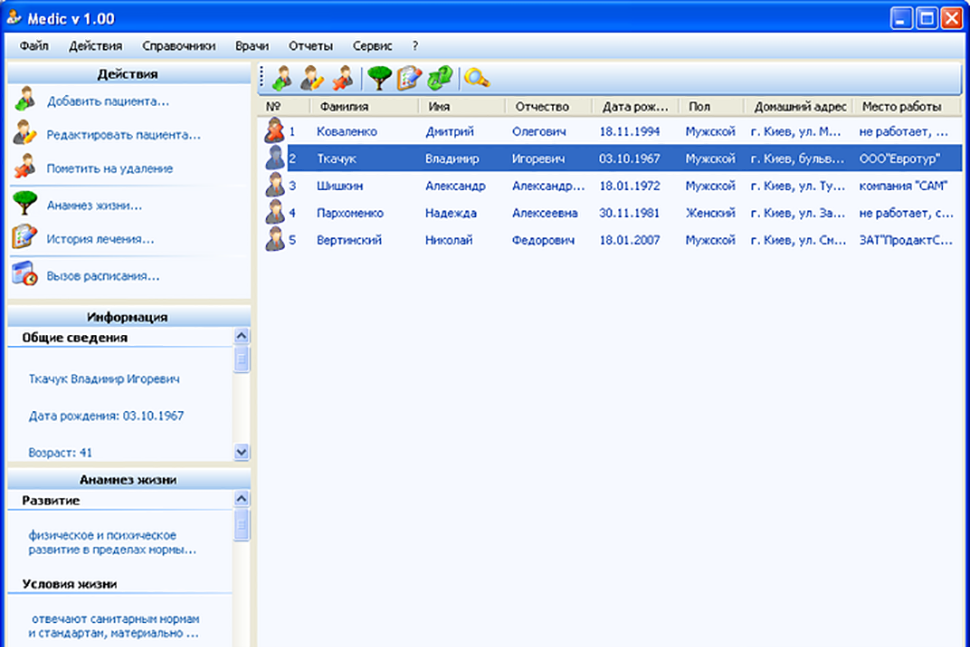 Medic v 1.00
Файл Действия Справочники Врачи Отчеты Сервис ?
Действия
Добавить пациента...
Редактировать пациента...
Пометить на удаление
Анамнез жизни...
История лечения...
Вызов расписания...
Информация
Общие сведения
Ткачук Владимир Игоревич
Дата рождения: 03.10.1967
Возраст: 41
Анамнез жизни
Развитие
физическое и психическое
развитие в пределах нормы...
Условия жизни
отвечают санитарным нормам
и стандартам, материально ...
№ Фамилия Имя Отчество Дата рож... Пол Домашний адрес Место работы
1 Коваленко Дмитрий Олегович 18.11.1994 Мужской г. Киев, ул. М... не работает, ...
2 Ткачук Владимир Игоревич 03.10.1967 Мужской г. Киев, бульв... ООО"Евротур"
3 Шишкин Александр Александр... 18.01.1972 Мужской г. Киев, ул. Ту... компания "САМ"
4 Пархоменко Надежда Алексеевна 30.11.1981 Женский г. Киев, ул. За... не работает, с...
5 Вертинский Николай Федорович 18.01.2007 Мужской г. Киев, ул. См... ЗАТ"ПродактС...